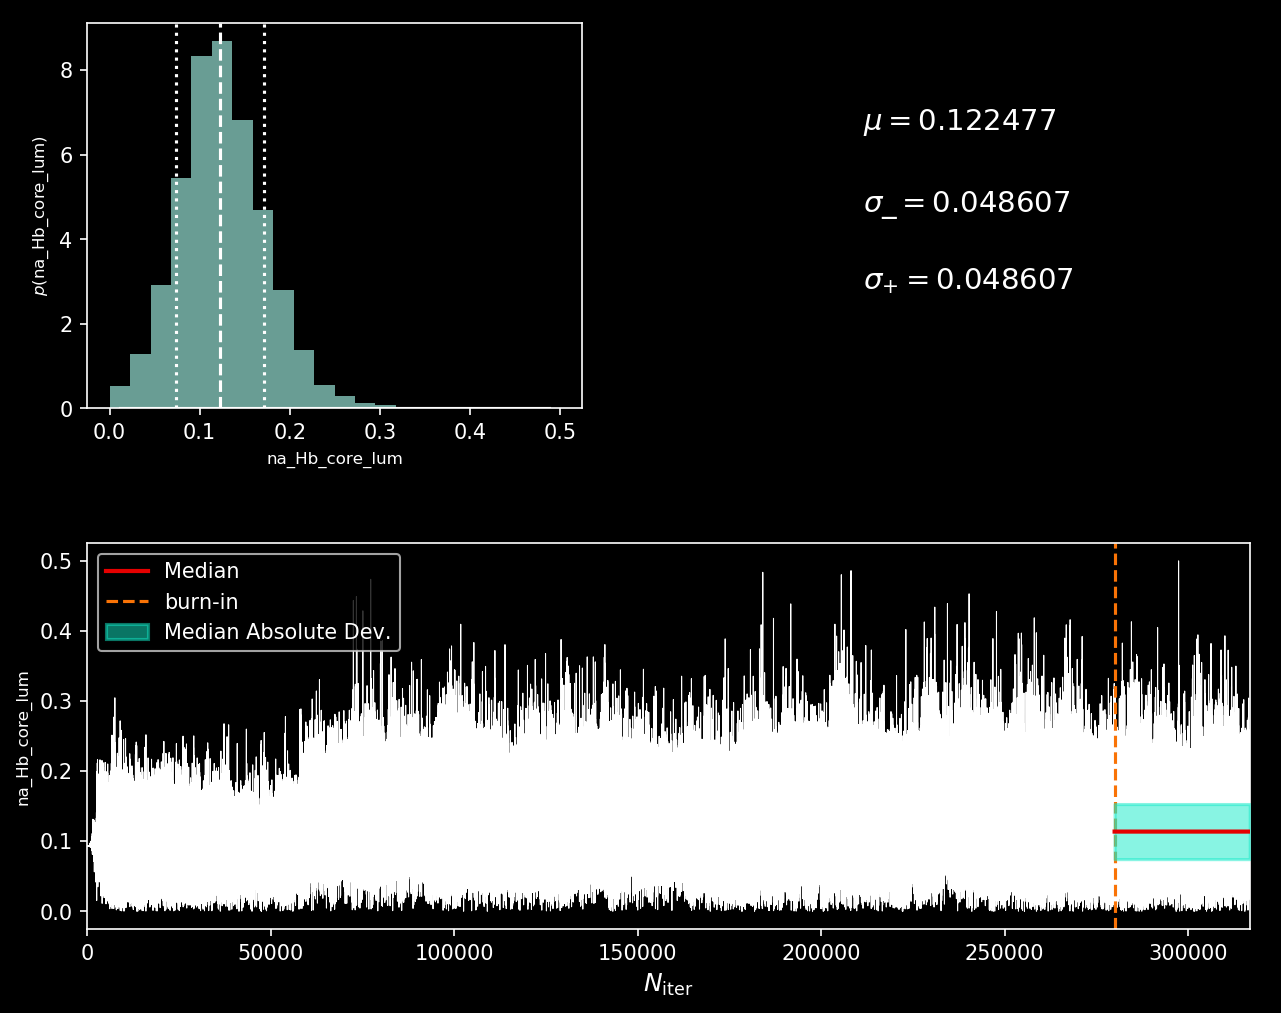 8
6
4
2
0
p(na_Hb_core_lum)
0.0 0.1 0.2 0.3 0.4 0.5
na_Hb_core_lum
μ = 0.122477
σ_ = 0.048607
σ+ = 0.048607
0.5
0.4
0.3
0.2
0.1
0.0
na_Hb_core_lum
Median
burn-in
Median Absolute Dev.
0 50000 100000 150000 200000 250000 300000
Niter